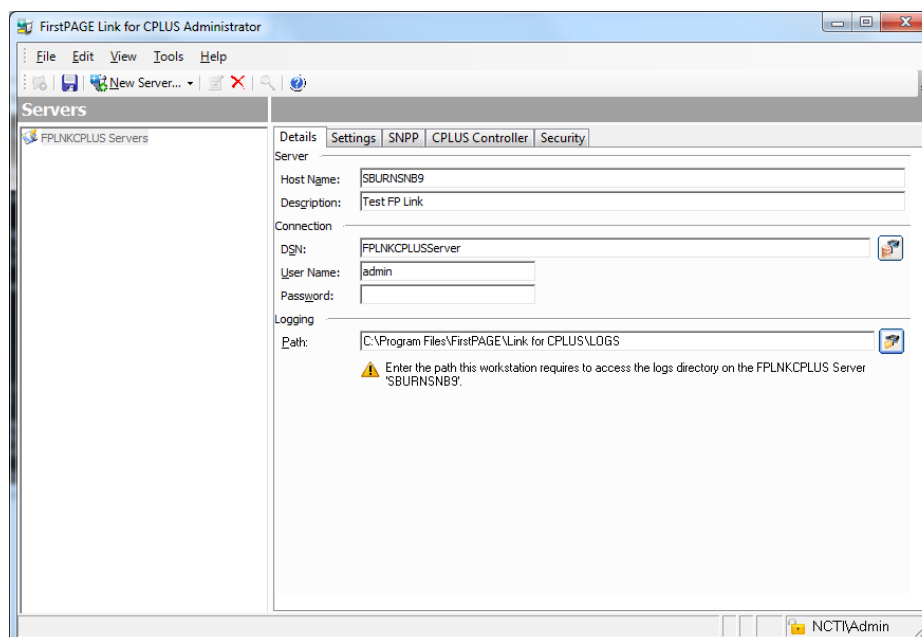 FirstPAGE Link for CPLUS Administrator
File Edit View Tools Help
New Server...
Servers
FPLNKCPLUS Servers
Details Settings SNPP CPLUS Controller Security
Server
Host Name: SBURNSNB9
Description: Test FP Link
Connection
DSN: FPLNKCPLUSServer
User Name: admin
Password:
Logging
Path: C:\Program Files\FirstPAGE\Link for CPLUS\LOGS
Enter the path this workstation requires to access the logs directory on the FPLNKCPLUS Server
'SBURNSNB9'.
NCTI\Admin